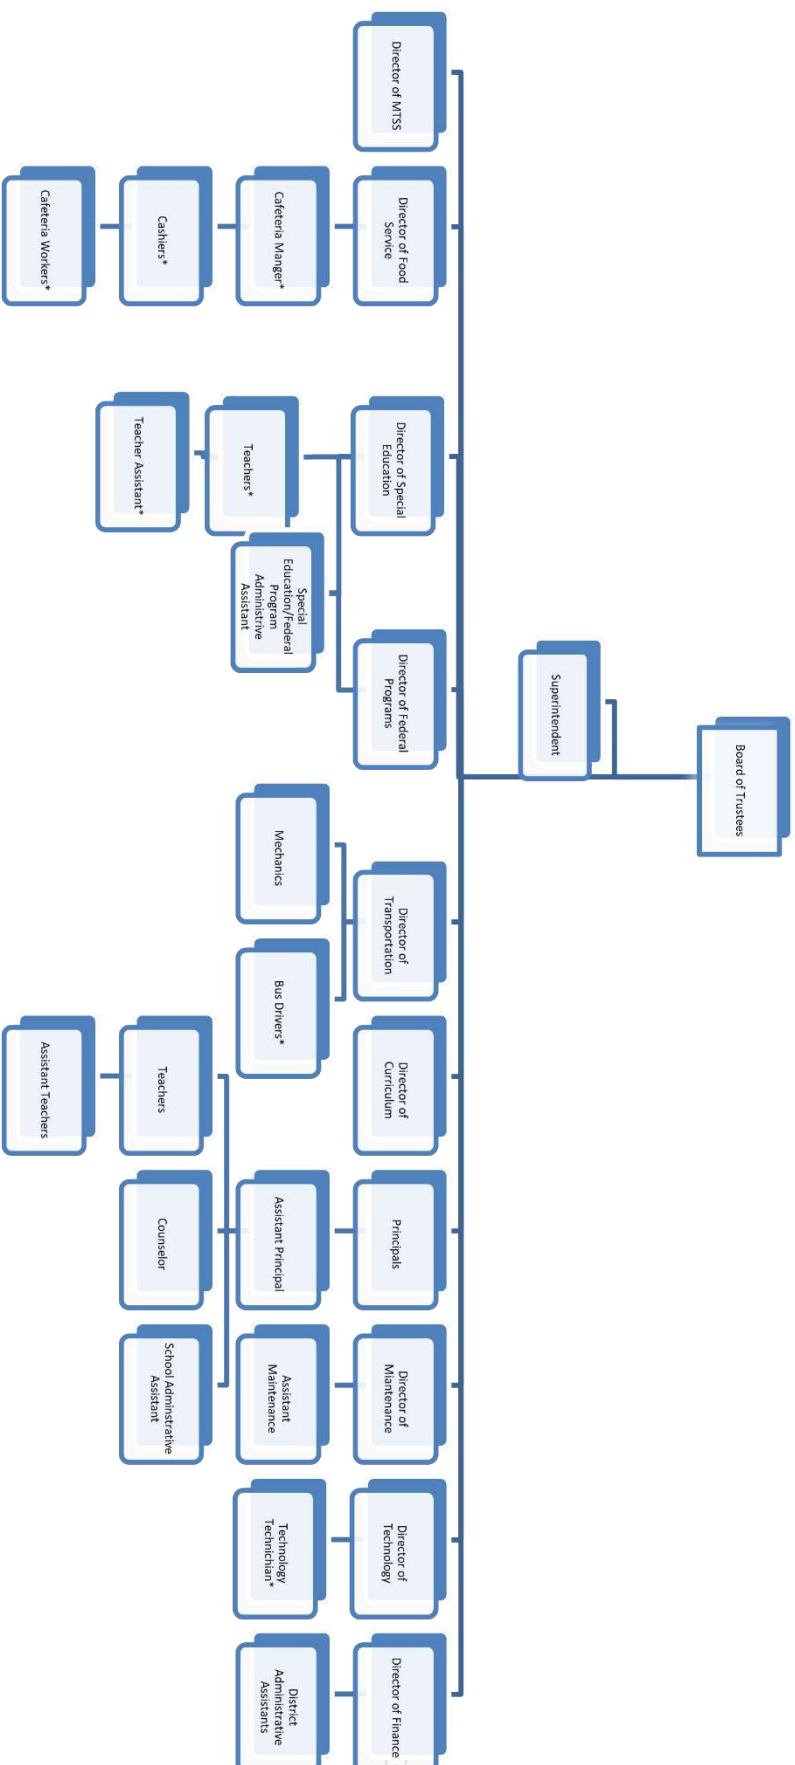 Board of Trustees
Superintendent
Director of MTSS
Director of Food
Service
Director of Special
Education
Director of Federal
Programs
Director of
Transportation
Director of
Curriculum
Principals
Director of
Miantenance
Director of
Technology
Director of Finance
Cafeteria Manger*
Teachers*
Special
Education/Federal
Program
Administrive
Assistant
Mechanics
Bus Drivers*
Assistant Principal
Assistant
Maintenance
Technology
Technichian*
District
Administrative
Assistants
Cashiers*
Teacher Assistant*
Teachers
Counselor
School Adminstrative
Assistant
Cafeteria Workers*
Assistant Teachers